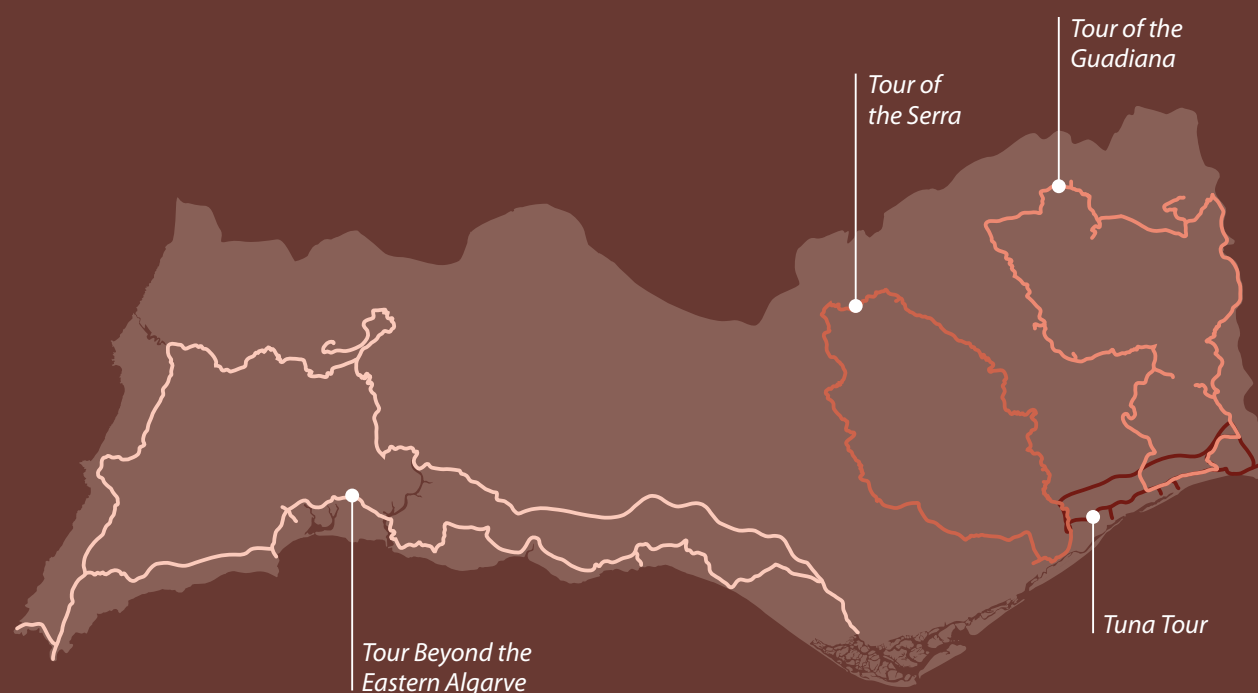 Tour of the
Guadiana
Tour of
the Serra
Tuna Tour
Tour Beyond the
Eastern Algarve